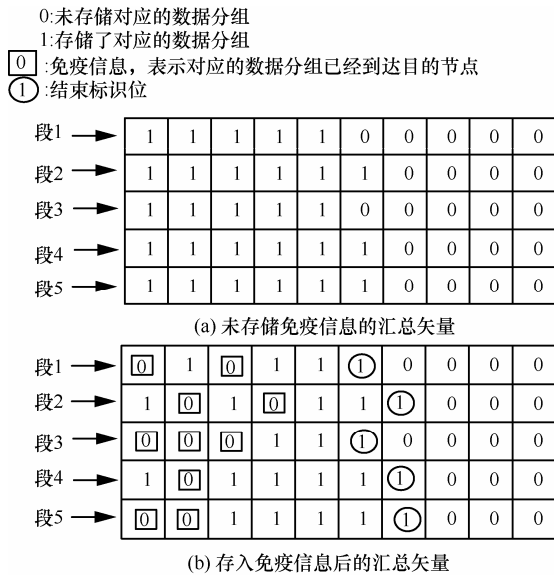 0:未存储对应的数据分组
1:存储了对应的数据分组
0:免疫信息，表示对应的数据分组已经到达目的节点
1:结束标识位
段1 1 1 1 1 1 0 0 0 0 0
段2 1 1 1 1 1 1 0 0 0 0
段3 1 1 1 1 1 0 0 0 0 0
段4 1 1 1 1 1 1 0 0 0 0
段5 1 1 1 1 1 1 0 0 0 0
(a) 未存储免疫信息的汇总矢量
段1 0 1 0 1 1 1 0 0 0 0
段2 1 0 1 0 1 1 1 0 0 0
段3 0 0 0 1 1 1 0 0 0 0
段4 1 0 1 1 1 1 1 0 0 0
段5 0 0 1 1 1 1 1 0 0 0
(b) 存入免疫信息后的汇总矢量